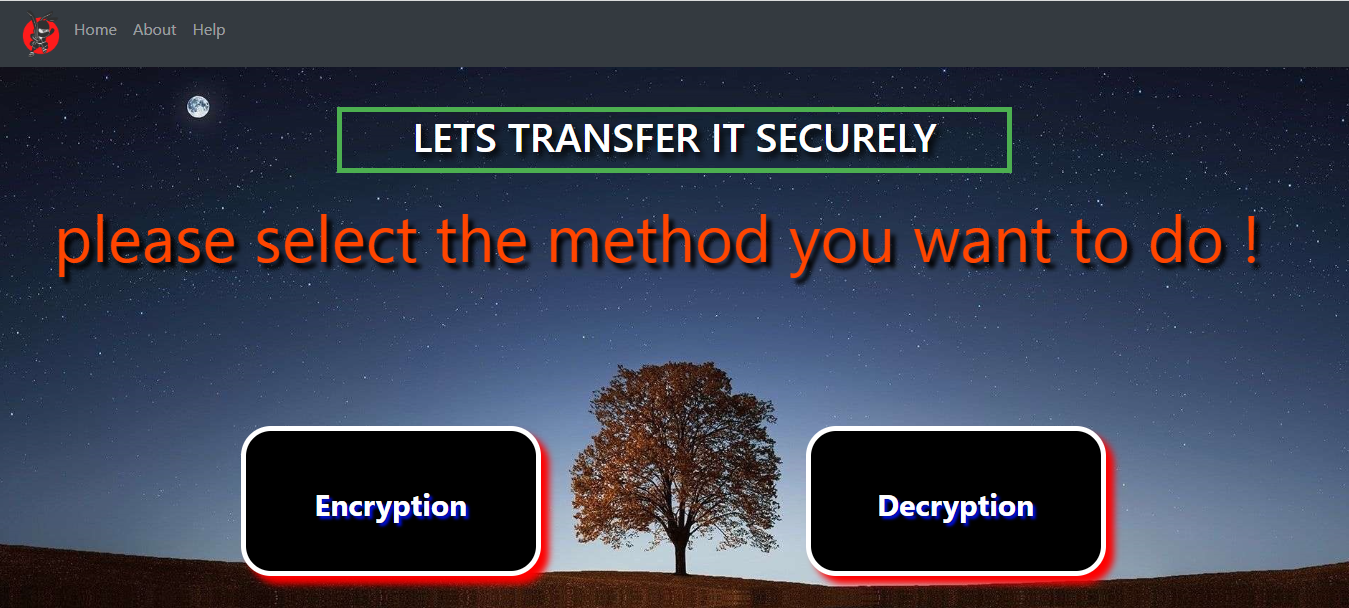 Home About Help
LETS TRANSFER IT SECURELY
please select the method you want to do !
Encryption Decryption